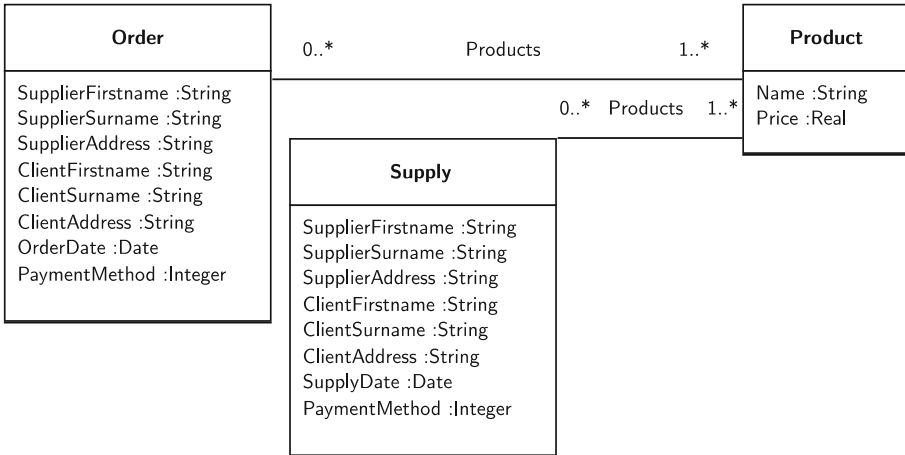 Order
SupplierFirstname :String
SupplierSurname :String
SupplierAddress :String
ClientFirstname :String
ClientSurname :String
ClientAddress :String
OrderDate :Date
PaymentMethod :Integer
0..* Products 1..*
Product
Name :String
Price :Real
0..* Products 1..*
Supply
SupplierFirstname :String
SupplierSurname :String
SupplierAddress :String
ClientFirstname :String
ClientSurname :String
ClientAddress :String
SupplyDate :Date
PaymentMethod :Integer